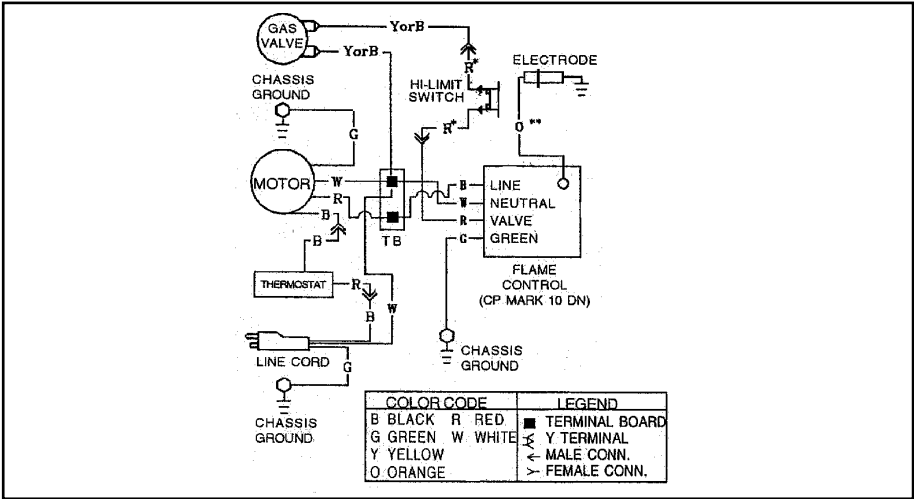 GAS
VALVE
YorB
YorB
R*
HI-LIMIT
SWITCH
ELECTRODE
CHASSIS
GROUND
G
R*
O **
MOTOR
W
R
B
B
TB
B LINE
W NEUTRAL
R VALVE
G GREEN
FLAME
CONTROL
(CP MARK 10 DN)
THERMOSTAT
R
B
W
LINE CORD
G
CHASSIS
GROUND
CHASSIS
GROUND
COLOR CODE
B BLACK R RED
G GREEN W WHITE
Y YELLOW
O ORANGE
LEGEND
TERMINAL BOARD
Y TERMINAL
MALE CONN.
FEMALE CONN.